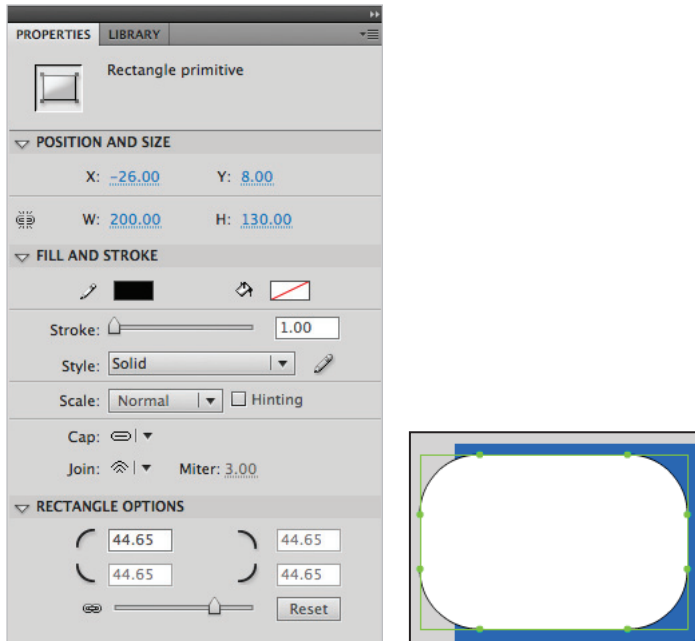 PROPERTIES LIBRARY
Rectangle primitive
POSITION AND SIZE
X: -26.00 Y: 8.00
W: 200.00 H: 130.00
FILL AND STROKE
Stroke: 1.00
Style: Solid
Scale: Normal Hinting
Cap:
Join: Miter: 3.00
RECTANGLE OPTIONS
44.65 44.65
44.65 44.65
Reset